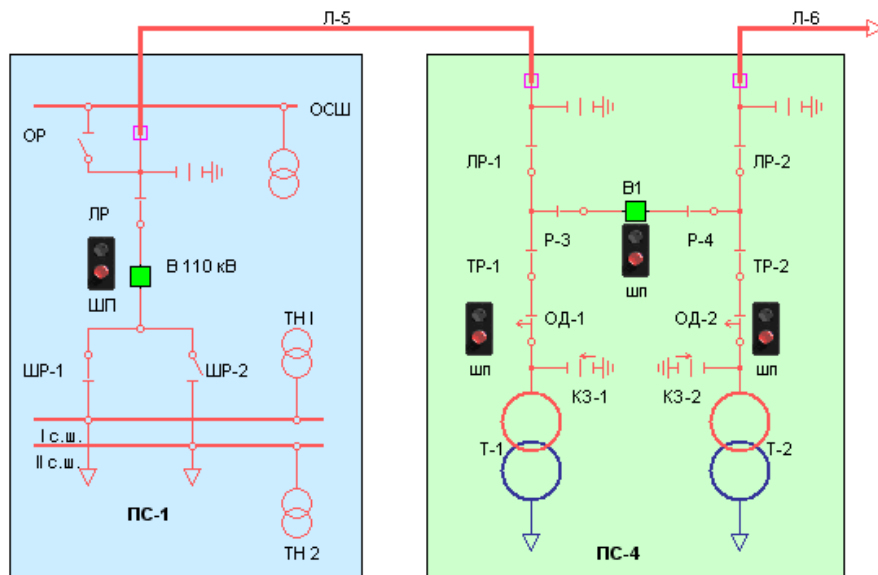 Л-5
Л-6
ОСШ
ОР
ЛР
В 110 кВ
ШП
ТН I
ШР-1
ШР-2
I с.ш.
II с.ш.
ПС-1
ТН 2
ЛР-1
ЛР-2
В1
Р-3
Р-4
шп
ТР-1
ТР-2
ОД-1
ОД-2
шп
шп
КЗ-1
КЗ-2
Т-1
Т-2
ПС-4